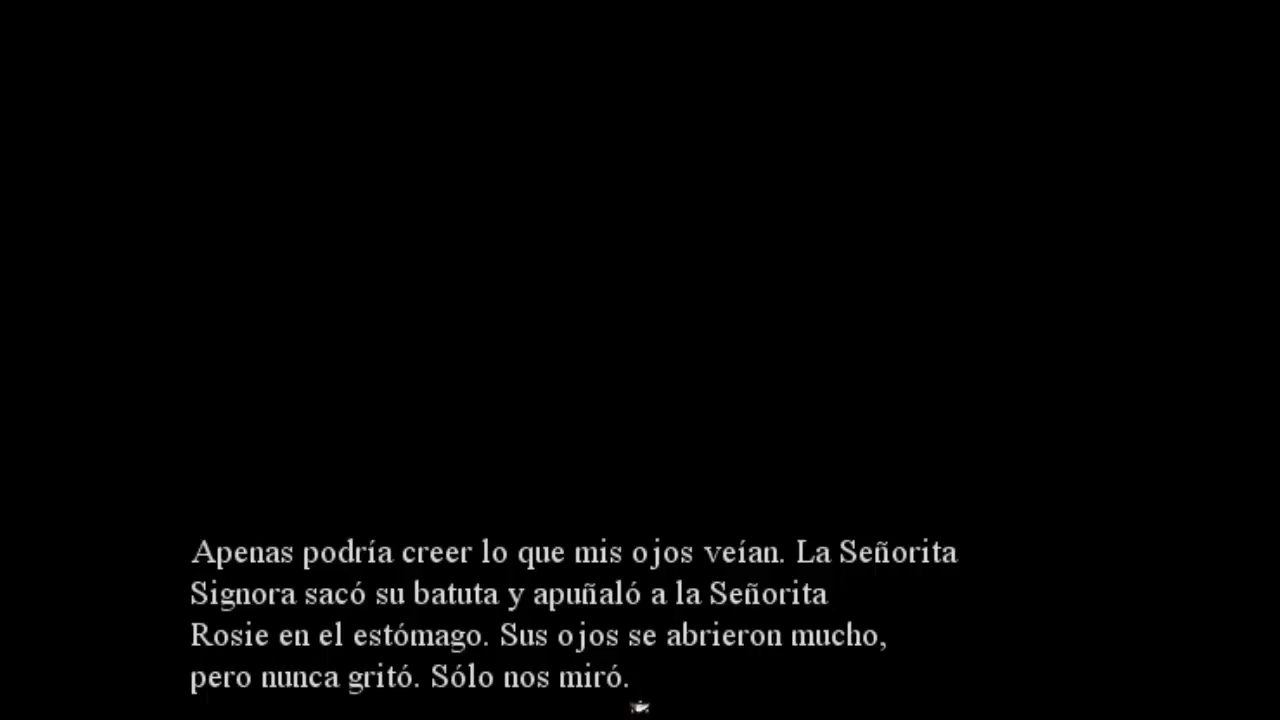 Apenas podría creer lo que mis ojos veían. La Señorita
Signora sacó su batuta y apuñaló a la Señorita
Rosie en el estómago. Sus ojos se abrieron mucho,
pero nunca gritó. Sólo nos miró.